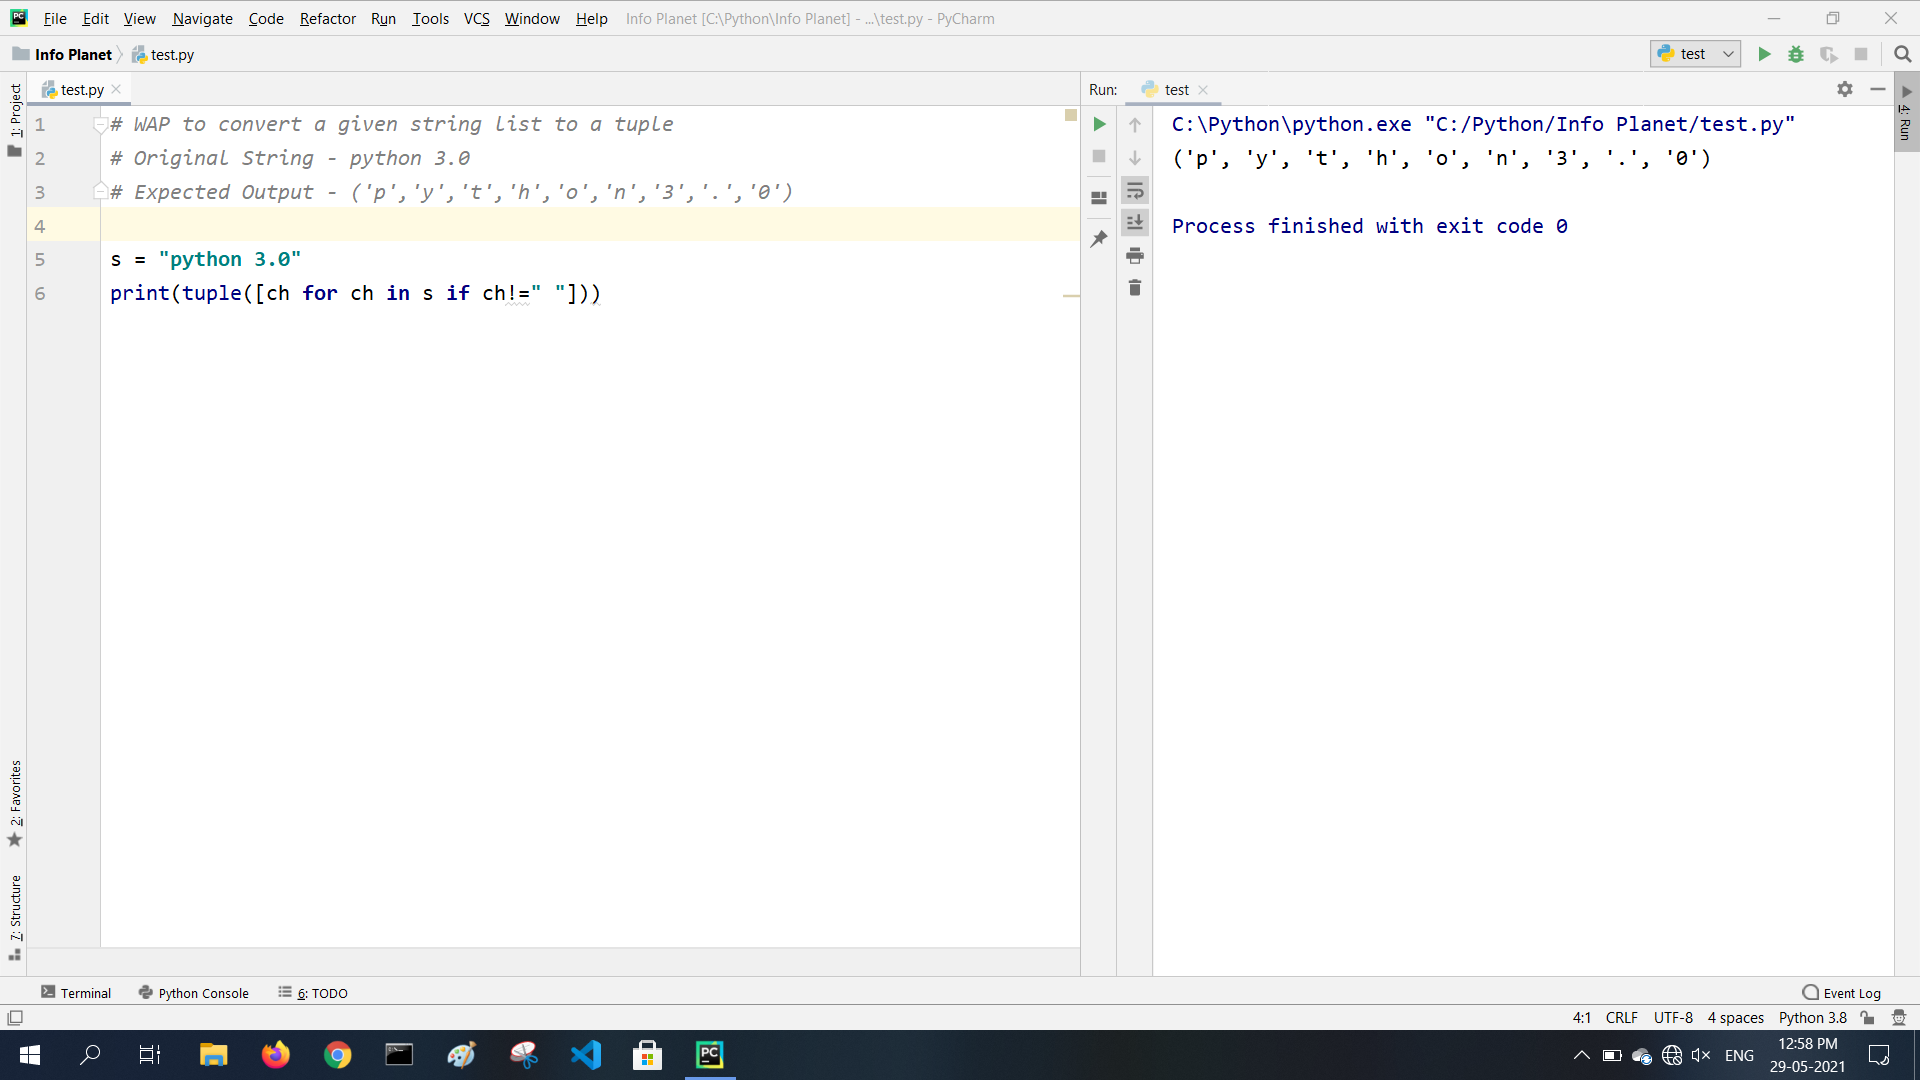 File Edit View Navigate Code Refactor Run Tools VCS Window Help Info Planet [C:\Python\Info Planet] - ...\test.py - PyCharm
Info Planet test.py
test
1: Project
test.py
Run: test
4: Run
1 # WAP to convert a given string list to a tuple
2 # Original String - python 3.0
3 # Expected Output - ('p','y','t','h','o','n','3','.','0')
4
5 s = "python 3.0"
6 print(tuple([ch for ch in s if ch!=" "]))
C:\Python\python.exe "C:/Python/Info Planet/test.py"
('p', 'y', 't', 'h', 'o', 'n', '3', '.', '0')
Process finished with exit code 0
2: Favorites
7: Structure
Terminal Python Console 6: TODO Event Log
4:1 CRLF UTF-8 4 spaces Python 3.8
ENG 12:58 PM
29-05-2021